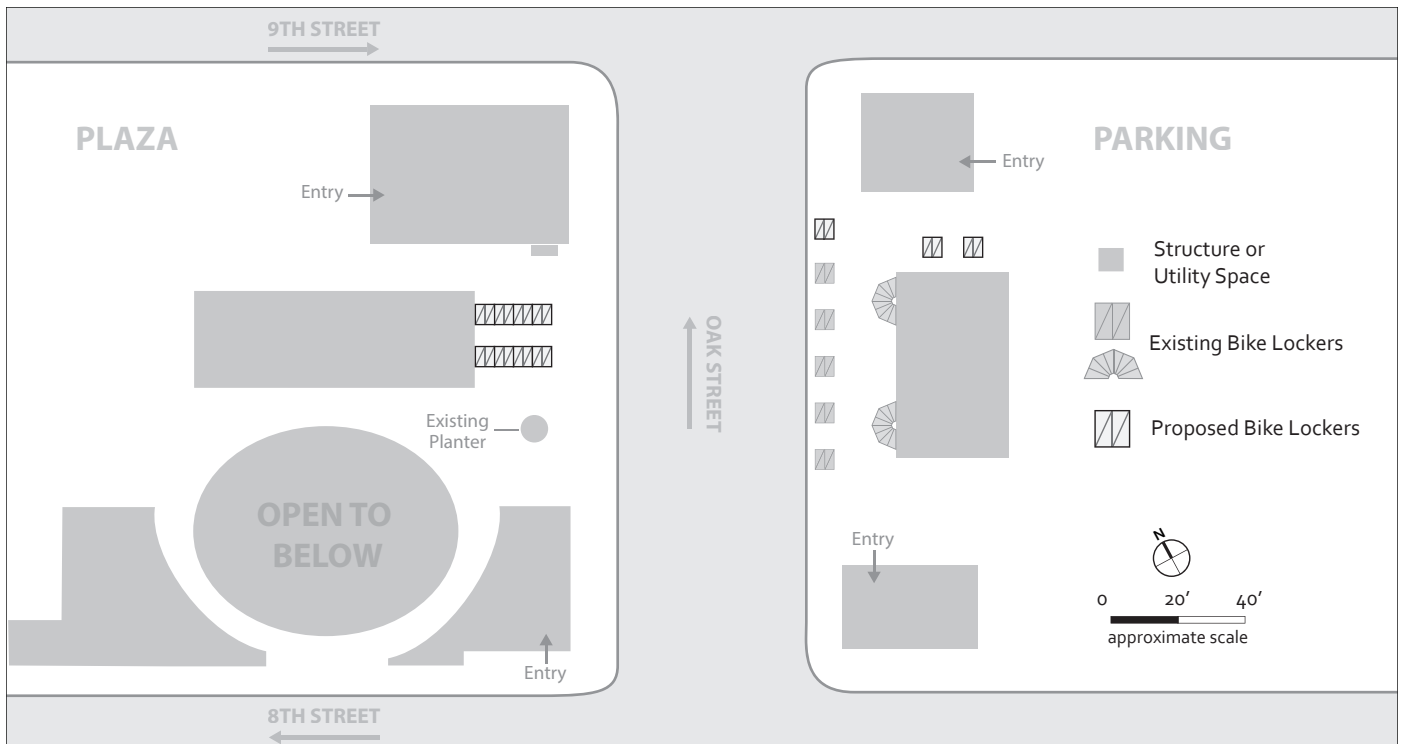 9TH STREET
PLAZA
PARKING
Entry
Entry
Structure or
Utility Space
OAK STREET
Existing Bike Lockers
Existing
Planter
Proposed Bike Lockers
OPEN TO
BELOW
Entry
N
0 20′ 40′
approximate scale
Entry
8TH STREET